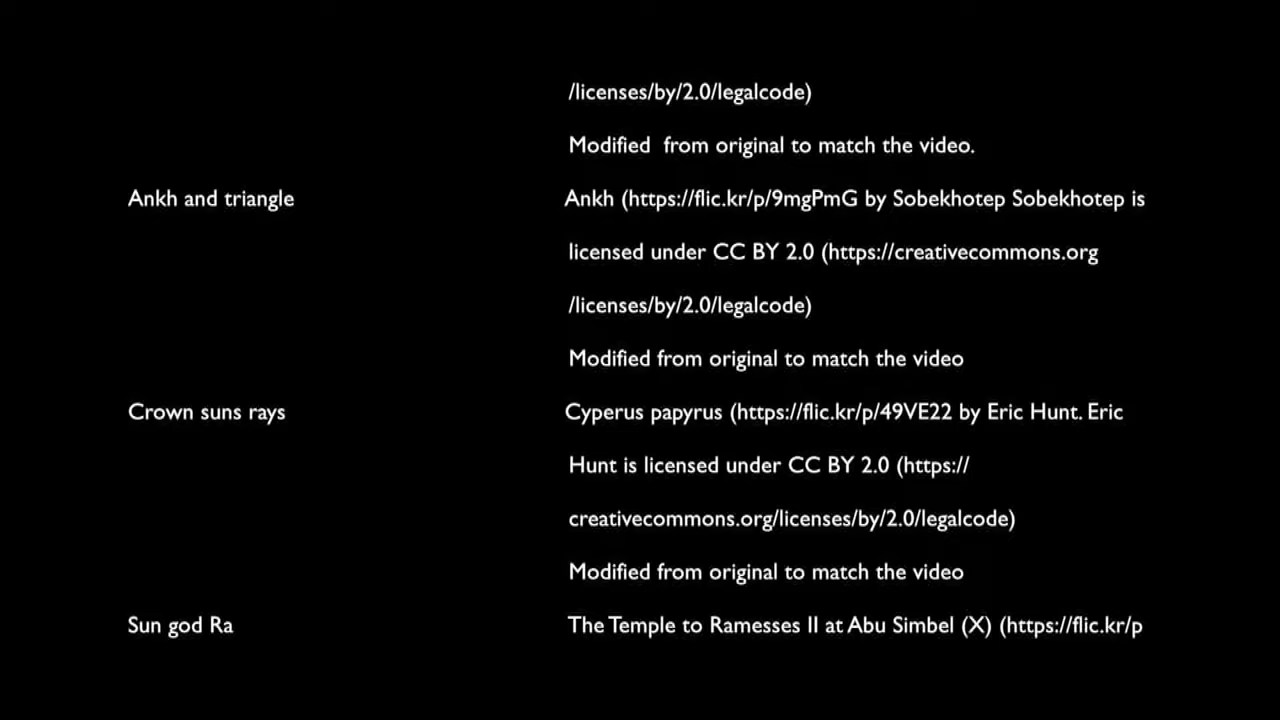 /licenses/by/2.0/legalcode)
Modified  from original to match the video.
Ankh and triangle Ankh (https://flic.kr/p/9mgPmG by Sobekhotep Sobekhotep is
licensed under CC BY 2.0 (https://creativecommons.org
/licenses/by/2.0/legalcode)
Modified from original to match the video
Crown suns rays Cyperus papyrus (https://flic.kr/p/49VE22 by Eric Hunt. Eric
Hunt is licensed under CC BY 2.0 (https://
creativecommons.org/licenses/by/2.0/legalcode)
Modified from original to match the video
Sun god Ra The Temple to Ramesses II at Abu Simbel (X) (https://flic.kr/p